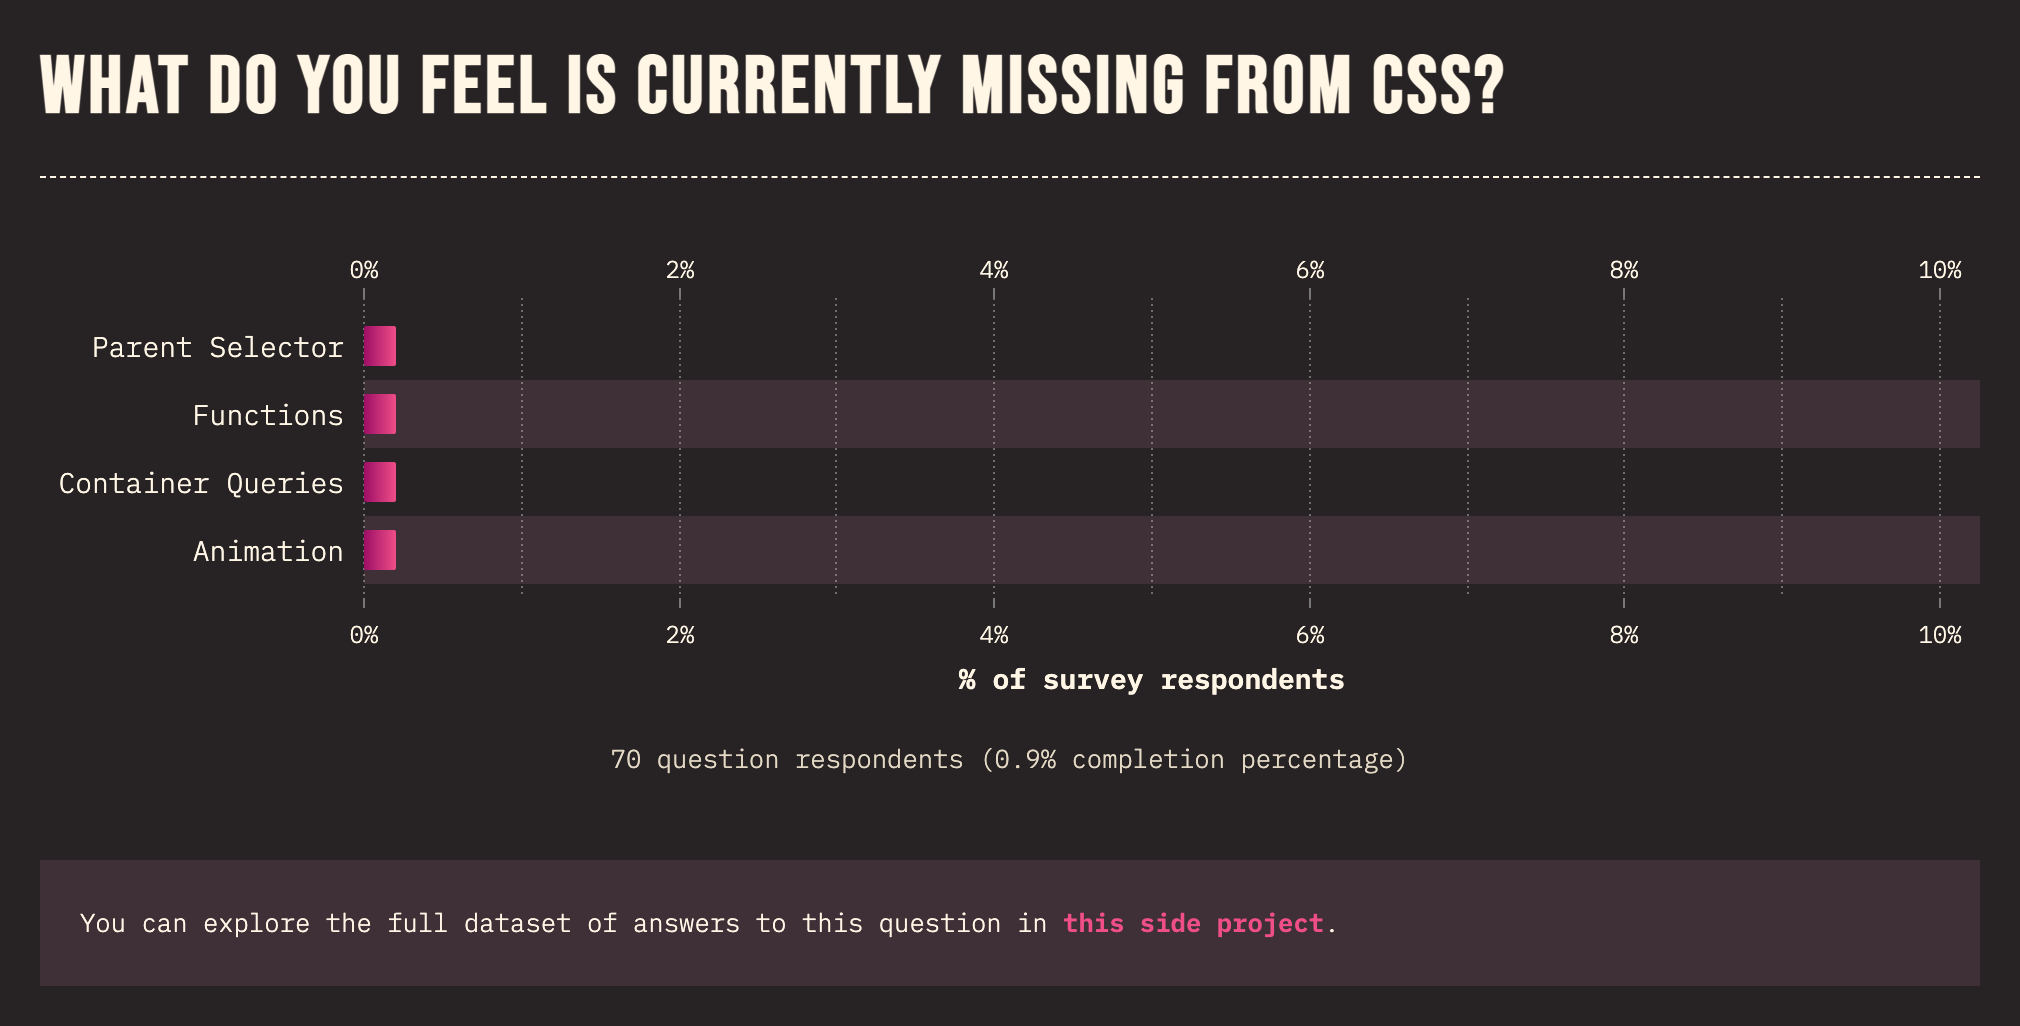 WHAT DO YOU FEEL IS CURRENTLY MISSING FROM CSS?
0% 2% 4% 6% 8% 10%
Parent Selector
Functions
Container Queries
Animation
0% 2% 4% 6% 8% 10%
% of survey respondents
70 question respondents (0.9% completion percentage)
You can explore the full dataset of answers to this question in this side project.